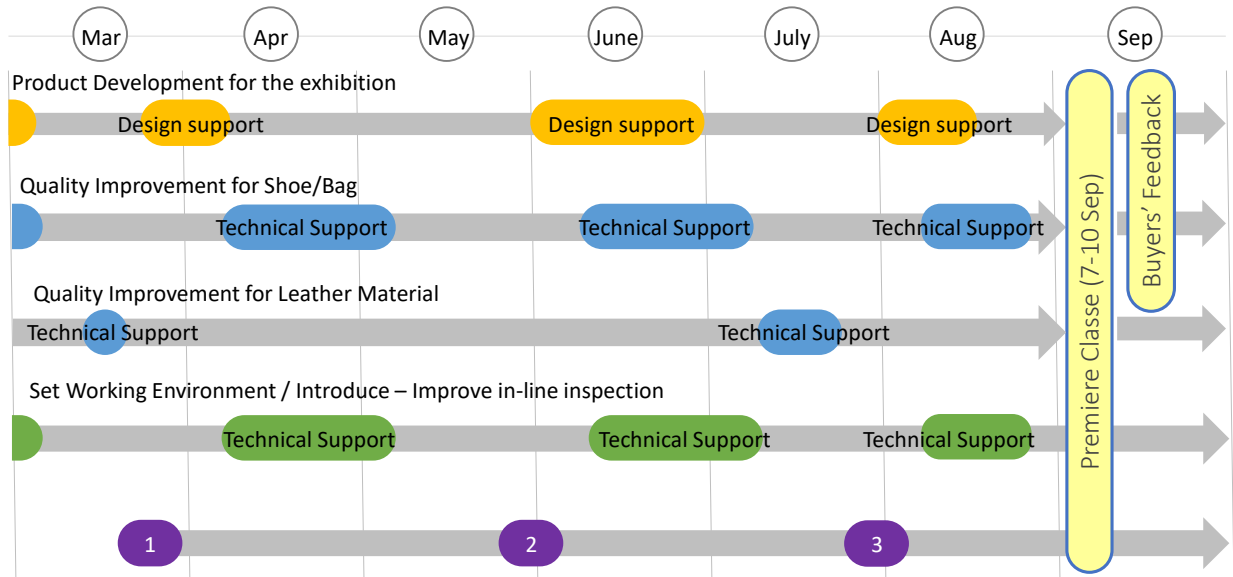 Mar
Apr
May
June
July
Aug
Sep
Product Development for the exhibition
Design support
Design support
Design support
Quality Improvement for Shoe/Bag
Technical Support
Technical Support
Technical Support
Quality Improvement for Leather Material
Technical Support
Technical Support
Set Working Environment / Introduce – Improve in-line inspection
Technical Support
Technical Support
Technical Support
1
2
3
Premiere Classe (7-10 Sep)
Buyers’ Feedback